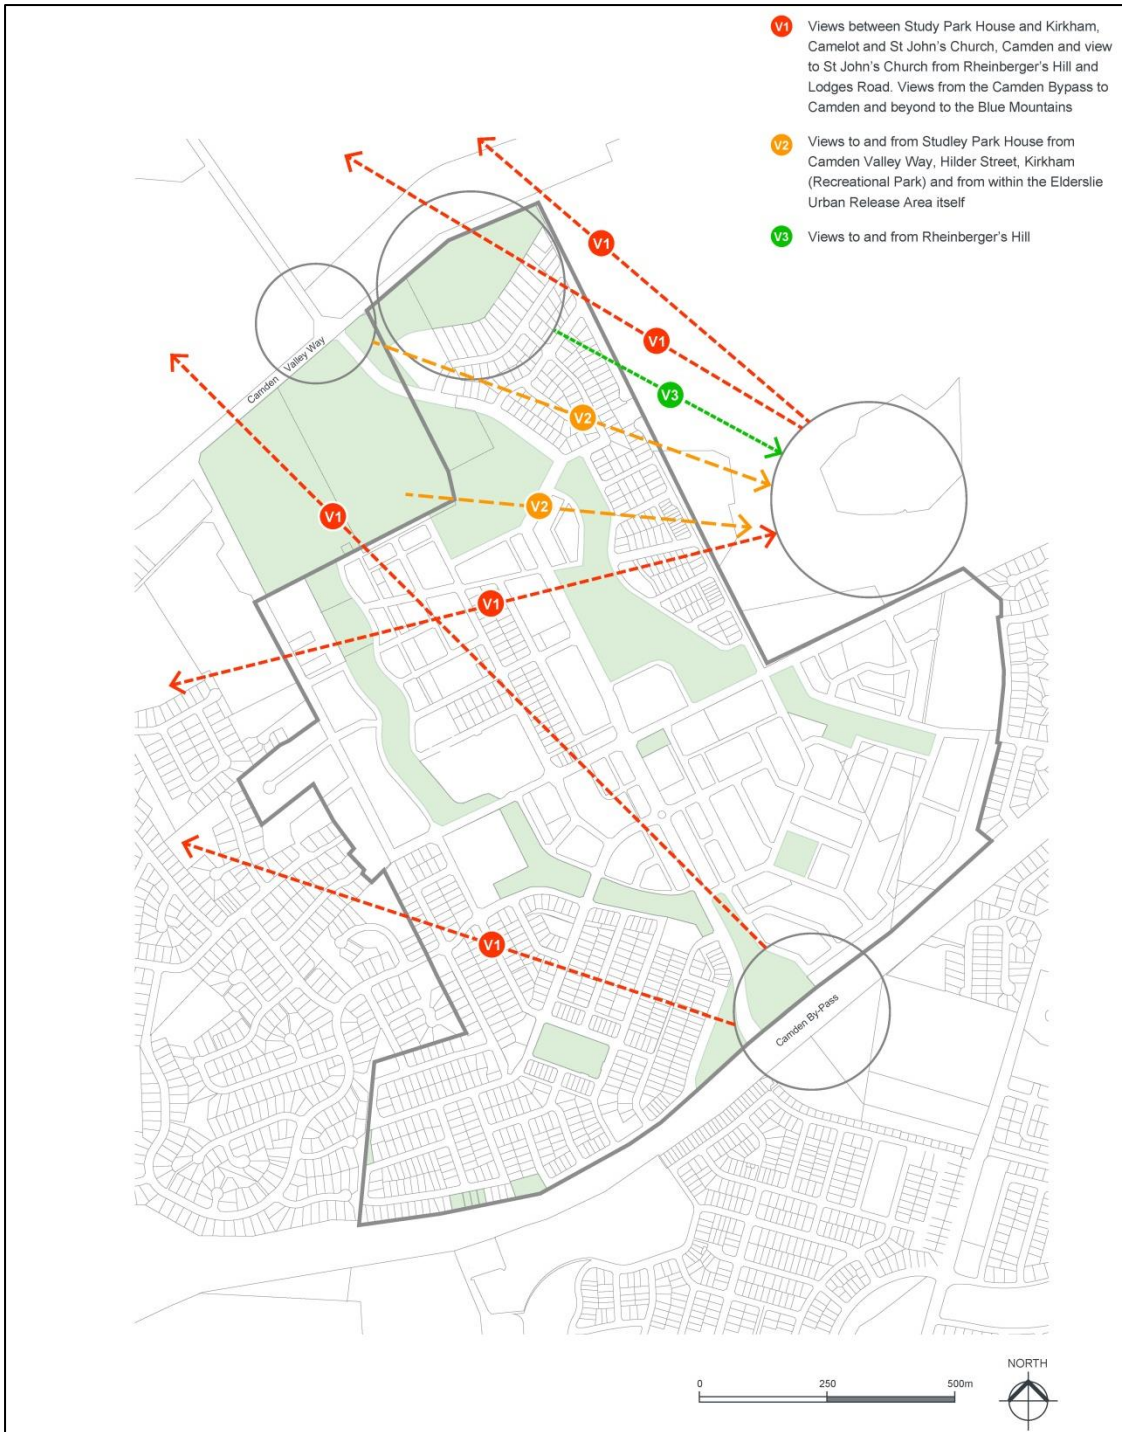 V1 Views between Study Park House and Kirkham,
Camelot and St John's Church, Camden and view
to St John's Church from Rheinberger's Hill and
Lodges Road. Views from the Camden Bypass to
Camden and beyond to the Blue Mountains
V2 Views to and from Studley Park House from
Camden Valley Way, Hilder Street, Kirkham
(Recreational Park) and from within the Elderslie
Urban Release Area itself
V3 Views to and from Rheinberger's Hill
V1
V1
Camden Valley Way
V3
V2
V2
V1
V1
V1
Camden By-Pass
NORTH
0 250 500m